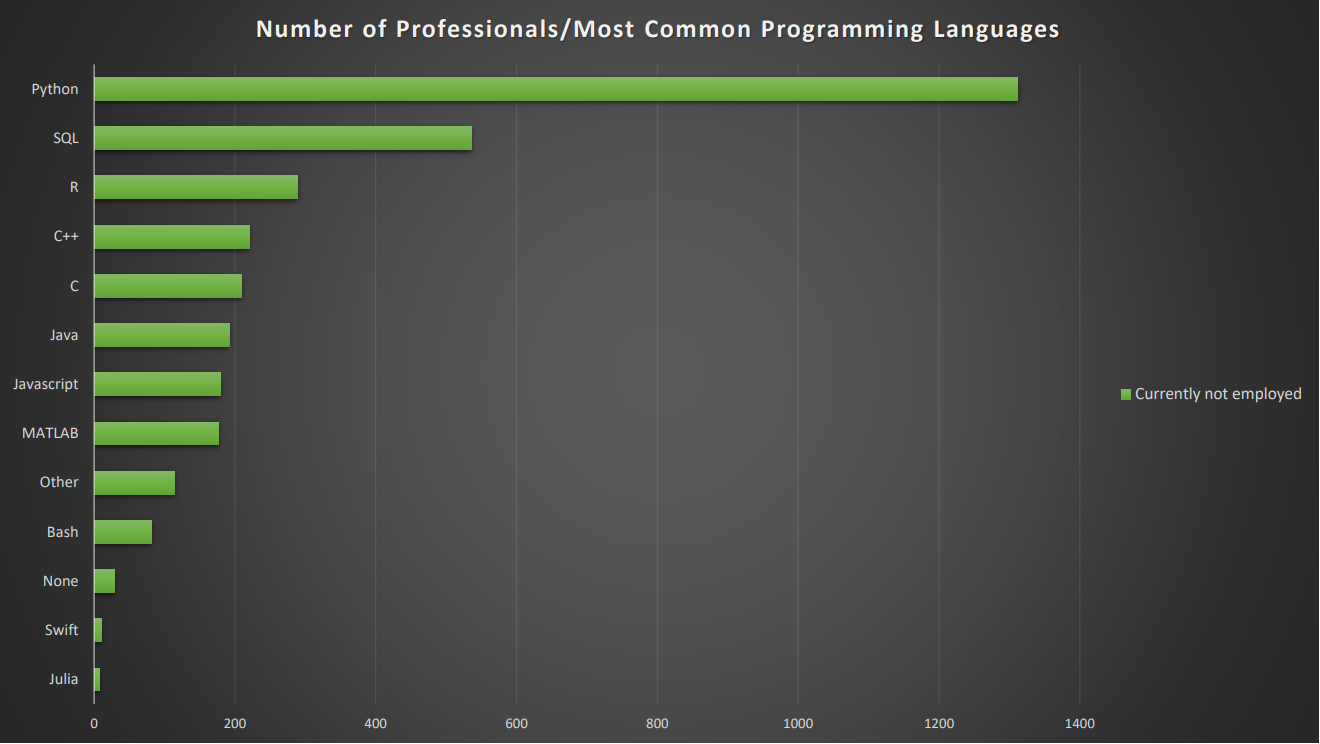 Number of Professionals/Most Common Programming Languages
Python
SQL
R
C++
C
Java
Javascript
MATLAB
Other
Bash
None
Swift
Julia
0 200 400 600 800 1000 1200 1400
Currently not employed